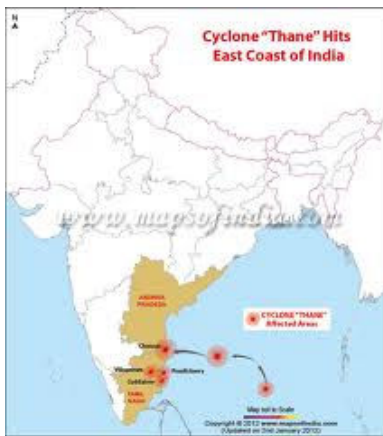 N
Cyclone "Thane" Hits
East Coast of India
www.mapsofindia.com
ANDHRA
PRADESH
CYCLONE "THANE"
Affected Areas
Chennai
Villupuram
Puducherry
Cuddalore
TAMIL
NADU
Map not to Scale
Copyright © 2012 www.mapsofindia.com
(Updated on 2nd January 2012)